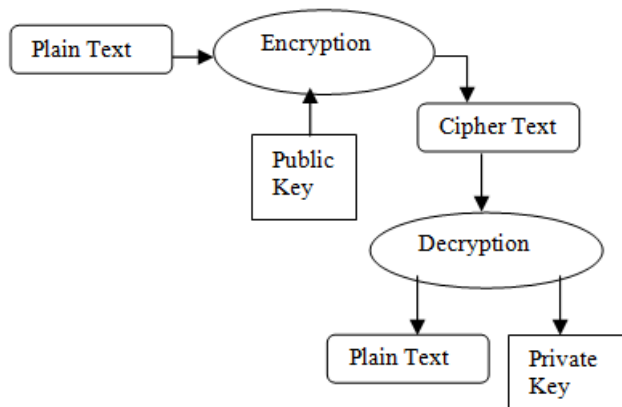 Plain Text
Encryption
Public
Key
Cipher Text
Decryption
Plain Text
Private
Key